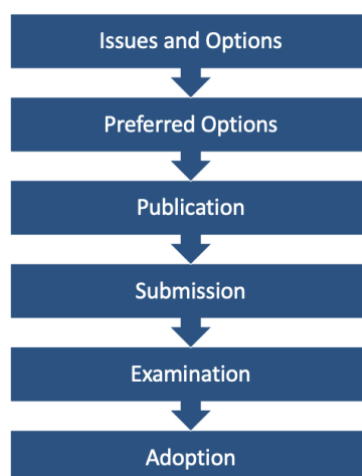 Issues and Options
Preferred Options
Publication
Submission
Examination
Adoption